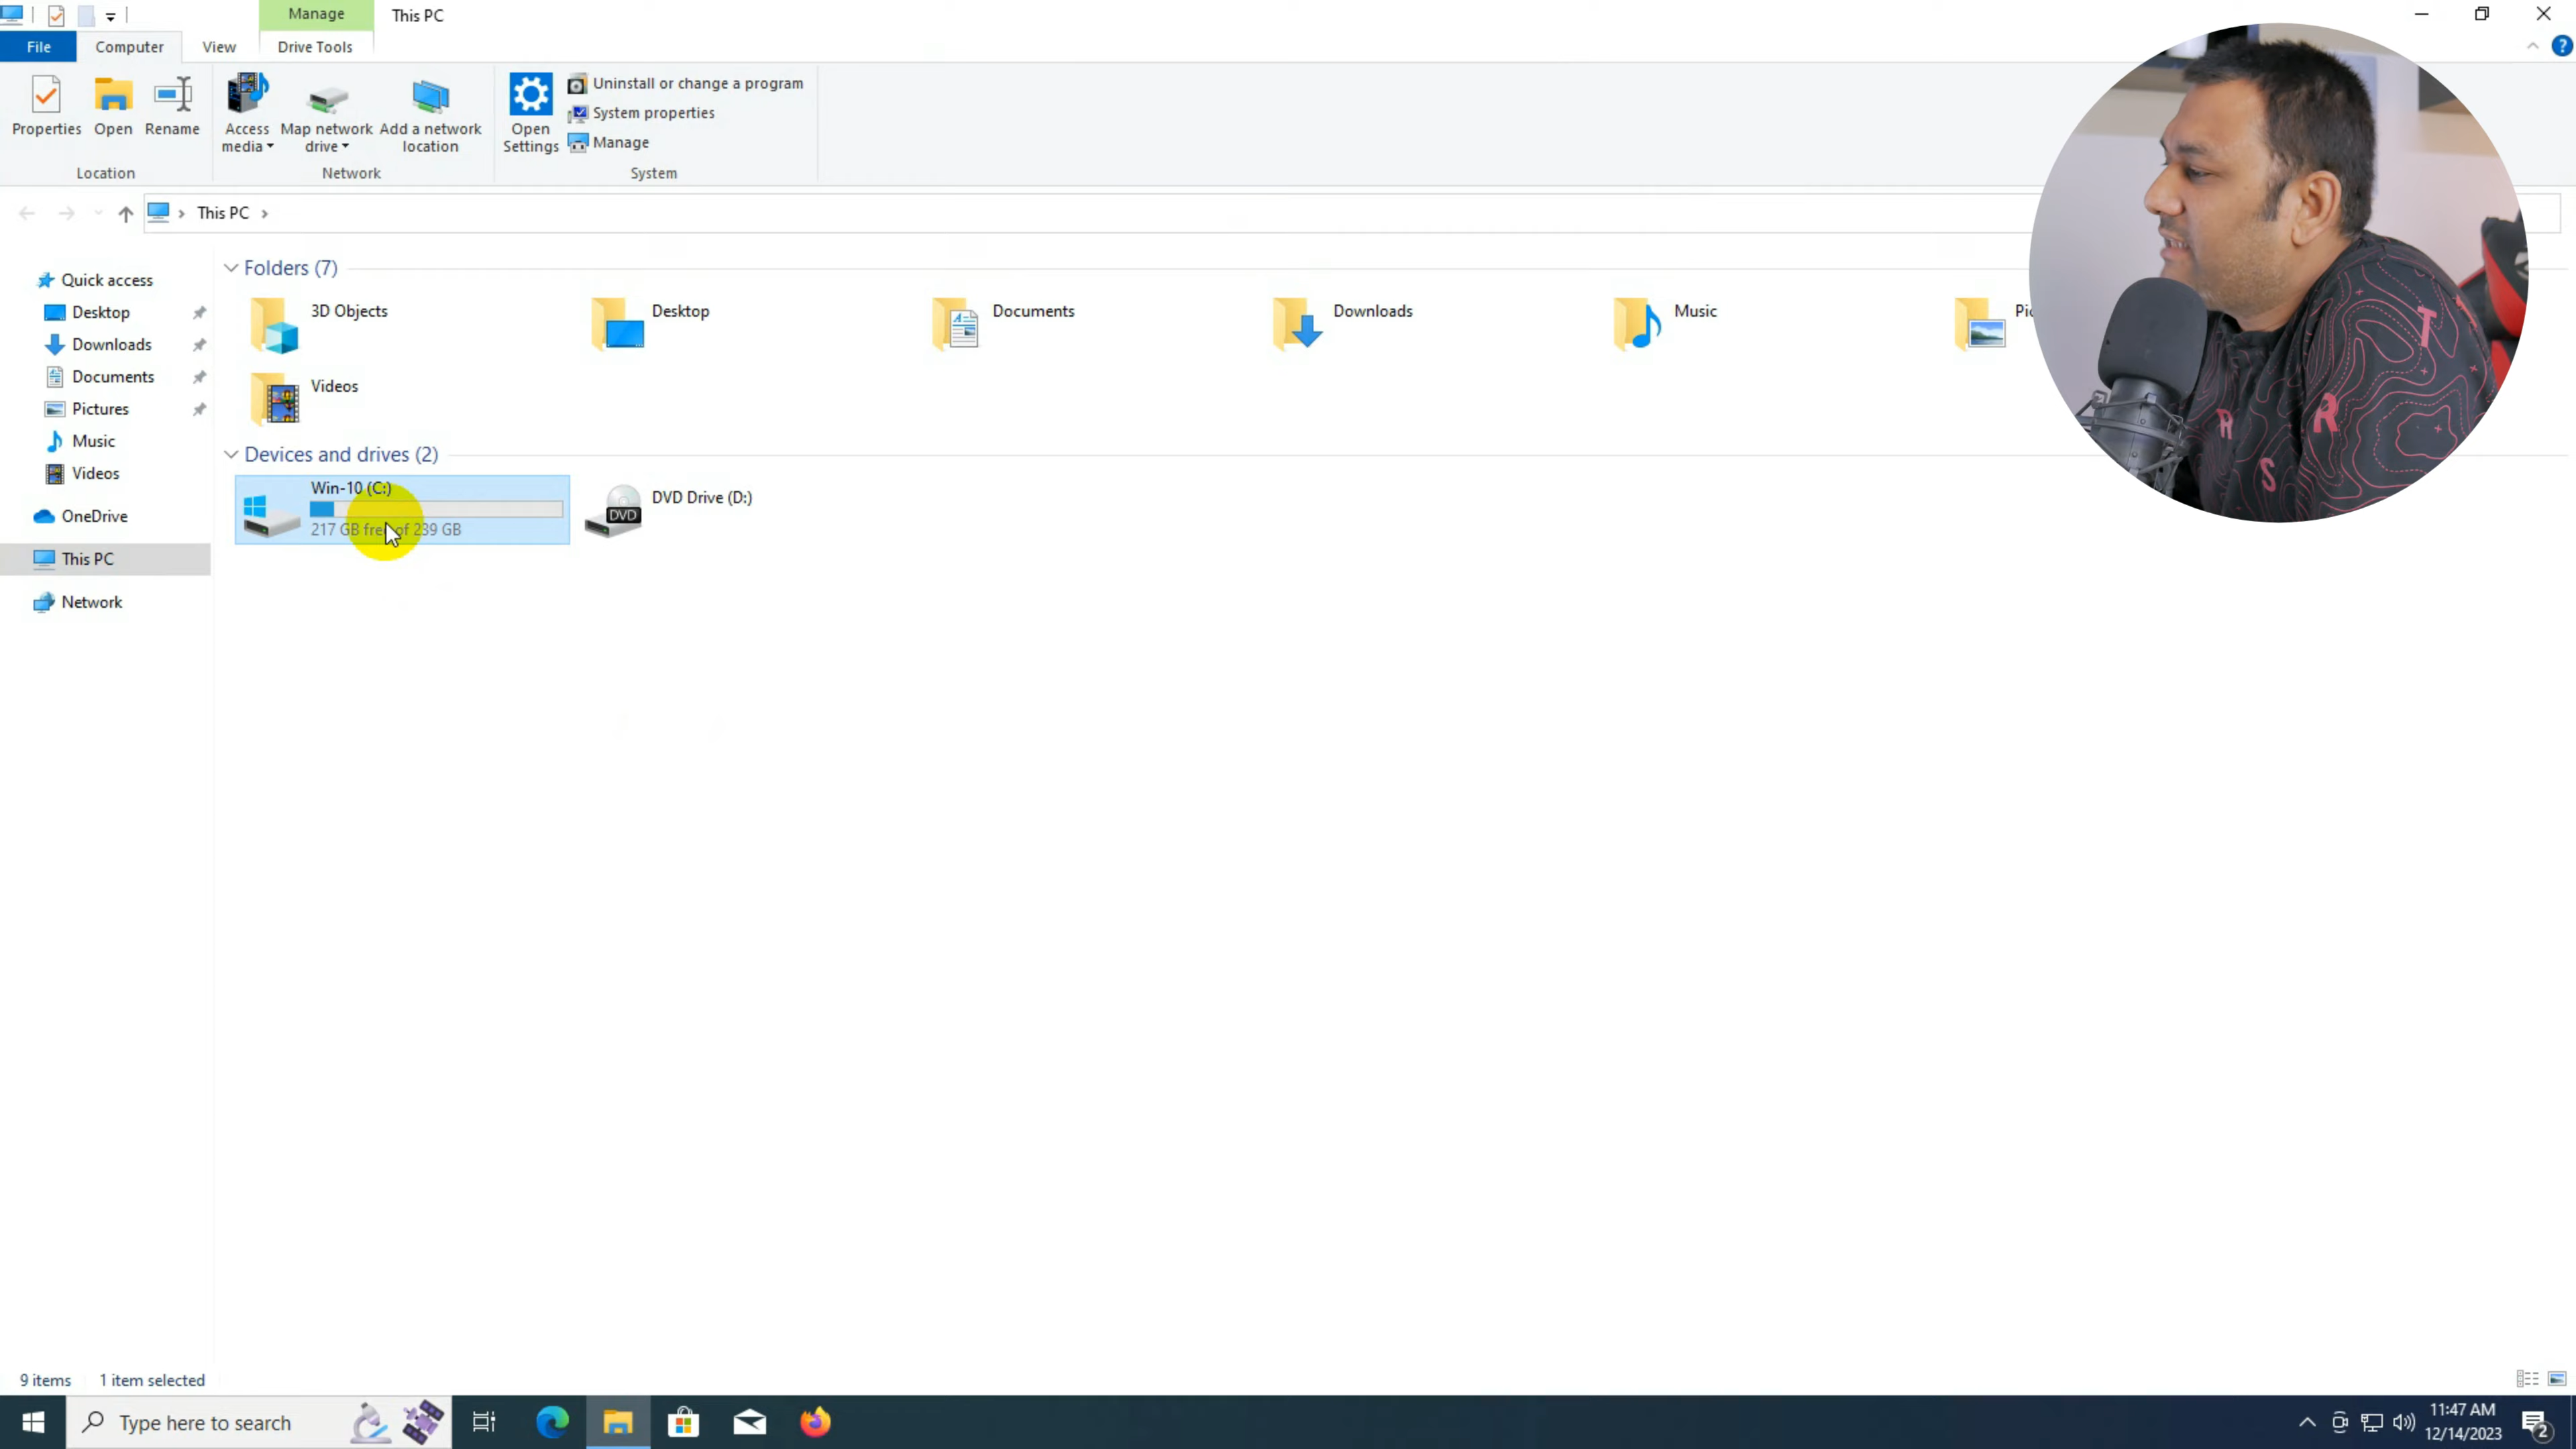 Manage
This PC
File
Computer
View
Drive Tools
Properties
Open
Rename
Access media
Map network drive
Add a network location
Open Settings
Uninstall or change a program
System properties
Manage
Location
Network
System
This PC
Quick access
Desktop
Downloads
Documents
Pictures
Music
Videos
OneDrive
This PC
Network
Folders (7)
3D Objects
Desktop
Documents
Downloads
Music
Videos
Devices and drives (2)
Win-10 (C:)
217 GB free of 239 GB
DVD Drive (D:)
DVD
T
R
R
S
9 items
1 item selected
Type here to search
11:47 AM
12/14/2023
2